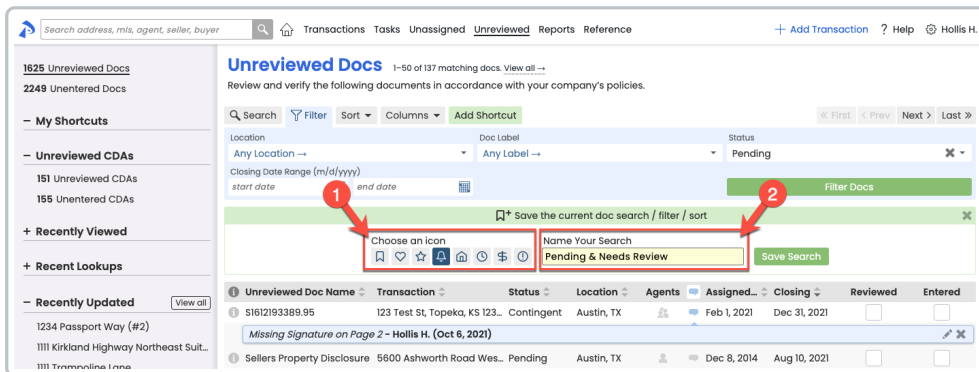 Search address, mls, agent, seller, buyer
Transactions Tasks Unassigned Unreviewed Reports Reference
+ Add Transaction ? Help Hollis H.
1625 Unreviewed Docs
2249 Unentered Docs
– My Shortcuts
– Unreviewed CDAs
151 Unreviewed CDAs
155 Unentered CDAs
+ Recently Viewed
+ Recent Lookups
– Recently Updated View all
1234 Passport Way (#2)
1111 Kirkland Highway Northeast Suit...
1111 Trampoline Lane
Unreviewed Docs 1–50 of 137 matching docs. View all →
Review and verify the following documents in accordance with your company's policies.
Search Filter Sort Columns Add Shortcut « First < Prev Next > Last »
Location Doc Label Status
Any Location → Any Label → Pending
Closing Date Range (m/d/yyyy)
start date end date Filter Docs
1 2
Save the current doc search / filter / sort
Choose an icon Name Your Search
Pending & Needs Review Save Search
Unreviewed Doc Name Transaction Status Location Agents Assigned... Closing Reviewed Entered
S1612193389.95 123 Test St, Topeka, KS 123... Contingent Austin, TX Feb 1, 2021 Dec 31, 2021
Missing Signature on Page 2 - Hollis H. (Oct 6, 2021)
Sellers Property Disclosure 5600 Ashworth Road Wes... Pending Austin, TX Dec 8, 2014 Aug 10, 2021